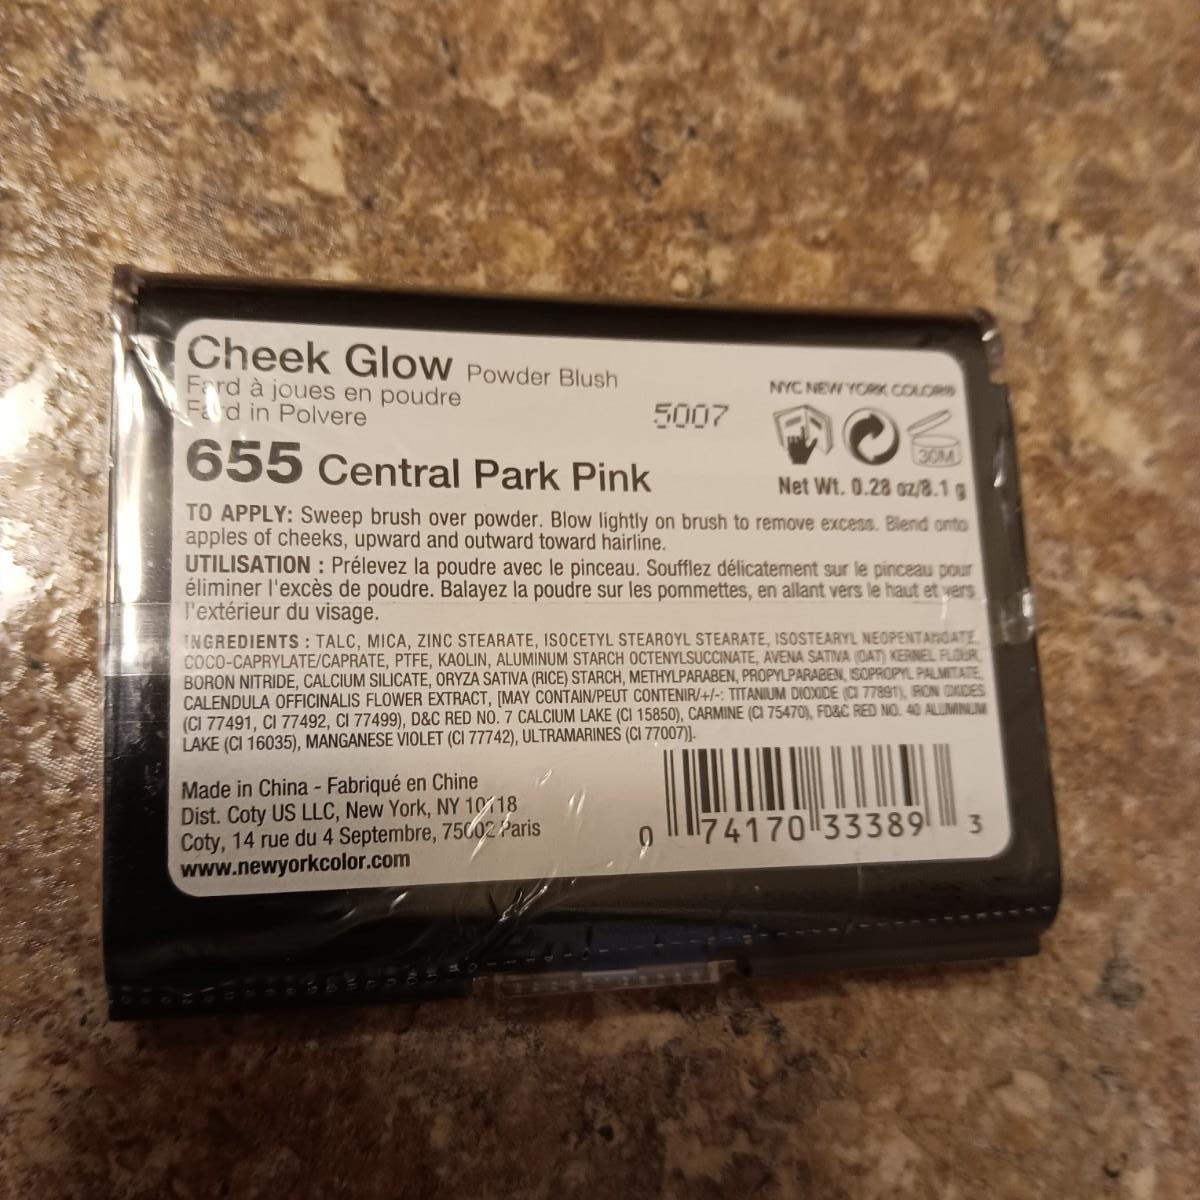 Cheek Glow Powder Blush
Fard à joues en poudre
Fard in Polvere
5007
NYC NEW YORK COLOR®
30M
655 Central Park Pink
Net Wt. 0.28 oz/8.1 g
TO APPLY: Sweep brush over powder. Blow lightly on brush to remove excess. Blend onto
apples of cheeks, upward and outward toward hairline.
UTILISATION : Prélevez la poudre avec le pinceau. Soufflez délicatement sur le pinceau pour
éliminer l'excès de poudre. Balayez la poudre sur les pommettes, en allant vers le haut et vers
l'extérieur du visage.
INGREDIENTS : TALC, MICA, ZINC STEARATE, ISOCETYL STEAROYL STEARATE, ISOSTEARYL NEOPENTANOATE,
COCO-CAPRYLATE/CAPRATE, PTFE, KAOLIN, ALUMINUM STARCH OCTENYLSUCCINATE, AVENA SATIVA (OAT) KERNEL FLOUR,
BORON NITRIDE, CALCIUM SILICATE, ORYZA SATIVA (RICE) STARCH, METHYLPARABEN, PROPYLPARABEN, ISOPROPYL PALMITATE,
CALENDULA OFFICINALIS FLOWER EXTRACT, [MAY CONTAIN/PEUT CONTENIR/+/-: TITANIUM DIOXIDE (CI 77891), IRON OXIDES
(CI 77491, CI 77492, CI 77499), D&C RED NO. 7 CALCIUM LAKE (CI 15850), CARMINE (CI 75470), FD&C RED NO. 40 ALUMINUM
LAKE (CI 16035), MANGANESE VIOLET (CI 77742), ULTRAMARINES (CI 77007)].
Made in China - Fabriqué en Chine
Dist. Coty US LLC, New York, NY 10118
Coty, 14 rue du 4 Septembre, 75002 Paris
www.newyorkcolor.com
0 74170 33389 3